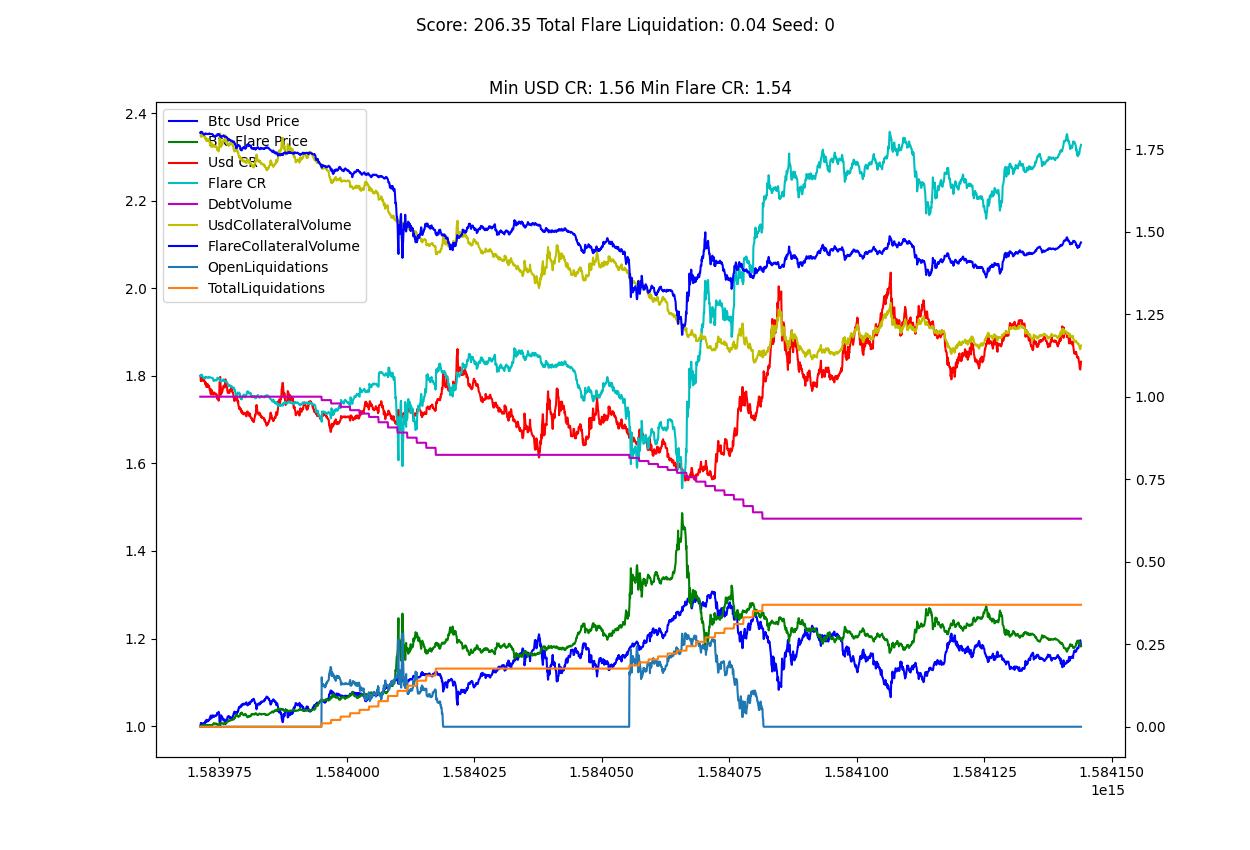 Score: 206.35 Total Flare Liquidation: 0.04 Seed: 0
Min USD CR: 1.56 Min Flare CR: 1.54
Btc Usd Price
Btc Flare Price
Usd CR
Flare CR
DebtVolume
UsdCollateralVolume
FlareCollateralVolume
OpenLiquidations
TotalLiquidations
2.4
2.2
2.0
1.8
1.6
1.4
1.2
1.0
1.75
1.50
1.25
1.00
0.75
0.50
0.25
0.00
1.583975 1.584000 1.584025 1.584050 1.584075 1.584100 1.584125 1.584150
1e15